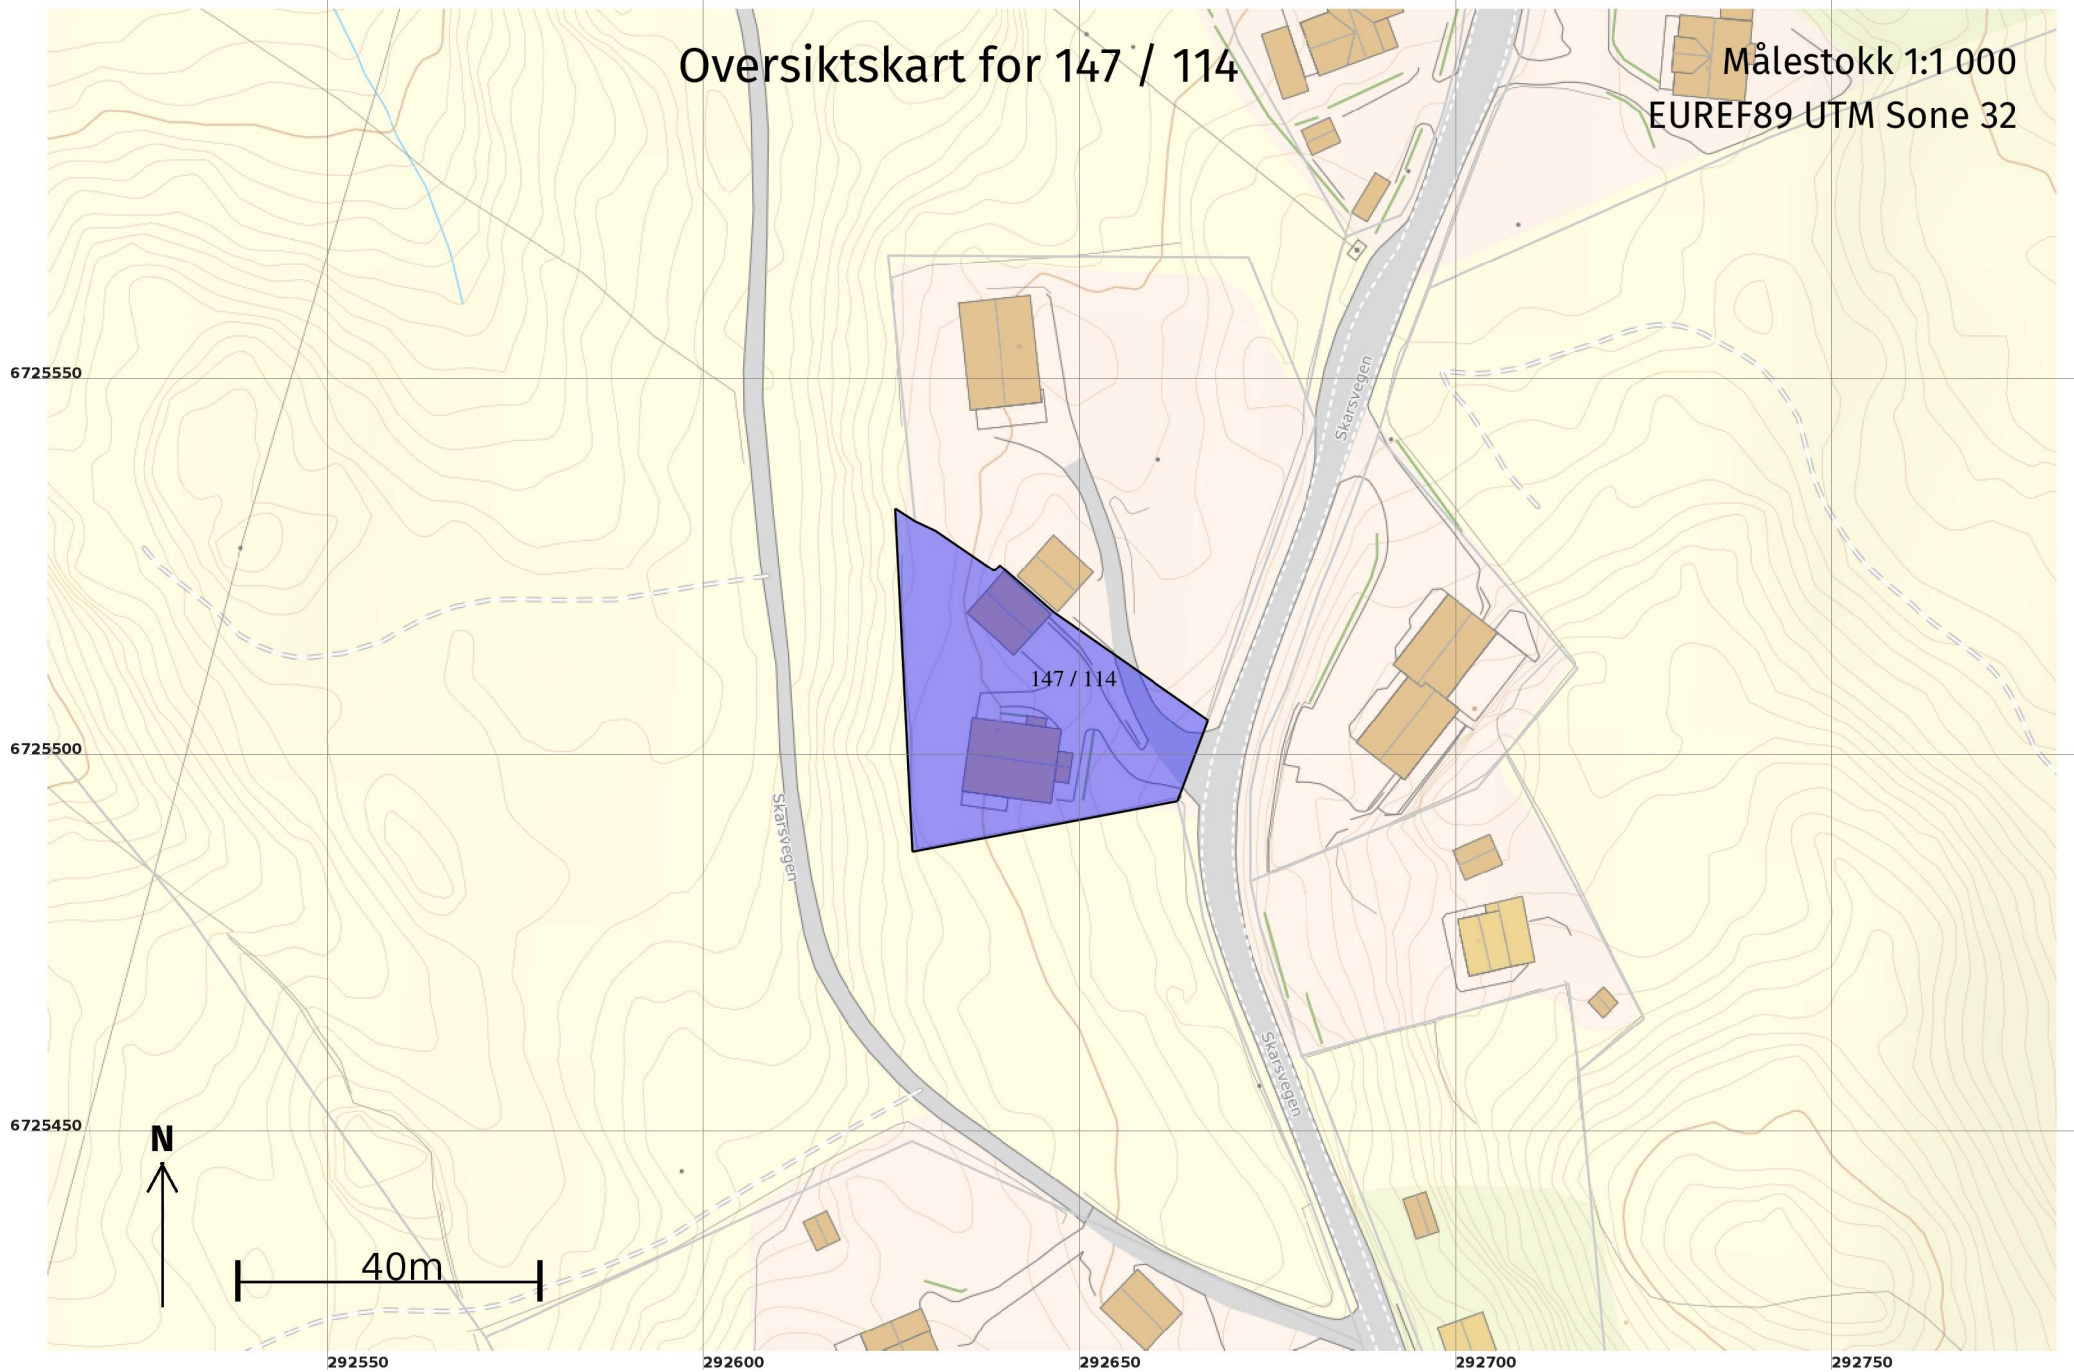 Oversiktskart for 147 / 114
Målestokk 1:1 000
EUREF89 UTM Sone 32
6725550
Skarsvegen
147 / 114
6725500
Skarsvegen
Skarsvegen
6725450
N
40m
292550
292600
292650
292700
292750